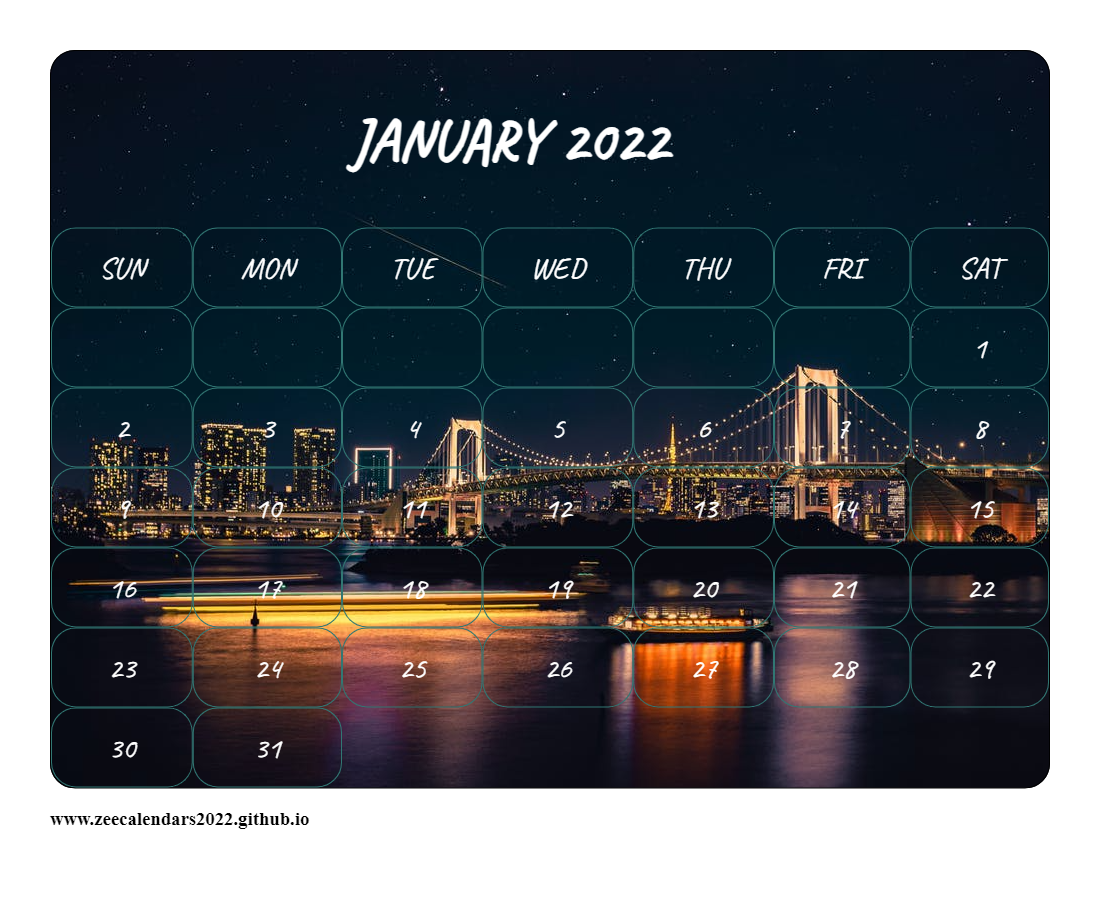 JANUARY 2022
SUN MON TUE WED THU FRI SAT
1
2 3 4 5 6 7 8
9 10 11 12 13 14 15
16 17 18 19 20 21 22
23 24 25 26 27 28 29
30 31
www.zeecalendars2022.github.io